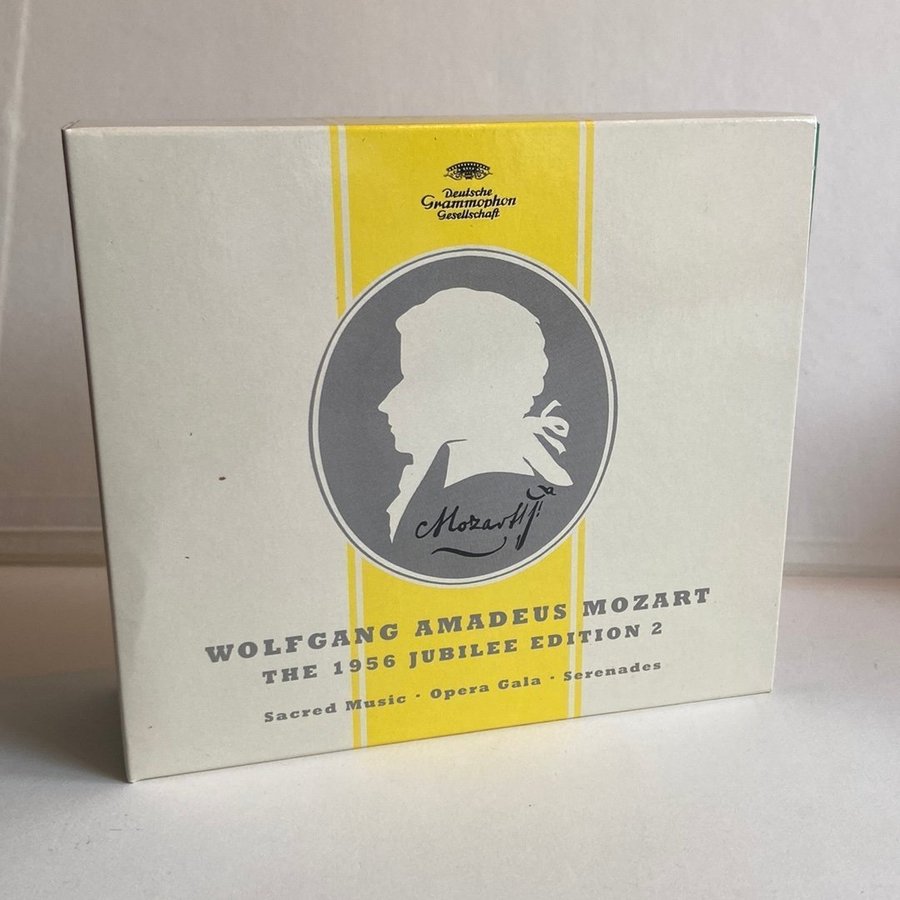 Deutsche
Grammophon
Gesellschaft
Mozart
WOLFGANG AMADEUS MOZART
THE 1956 JUBILEE EDITION 2
Sacred Music · Opera Gala · Serenades